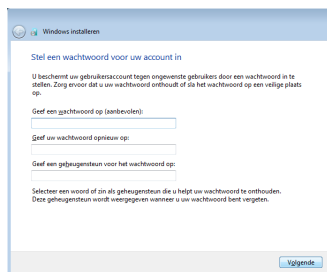 Windows installeren
Stel een wachtwoord voor uw account in
U beschermt uw gebruikersaccount tegen ongewenste gebruikers door een wachtwoord in te
stellen. Zorg ervoor dat u uw wachtwoord onthoudt of sla het wachtwoord op een veilige plaats
op.
Geef een wachtwoord op (aanbevolen):
Geef uw wachtwoord opnieuw op:
Geef een geheugensteun voor het wachtwoord op:
Selecteer een woord of zin als geheugensteun die u helpt uw wachtwoord te onthouden.
Deze geheugensteun wordt weergegeven wanneer u uw wachtwoord bent vergeten.
Volgende